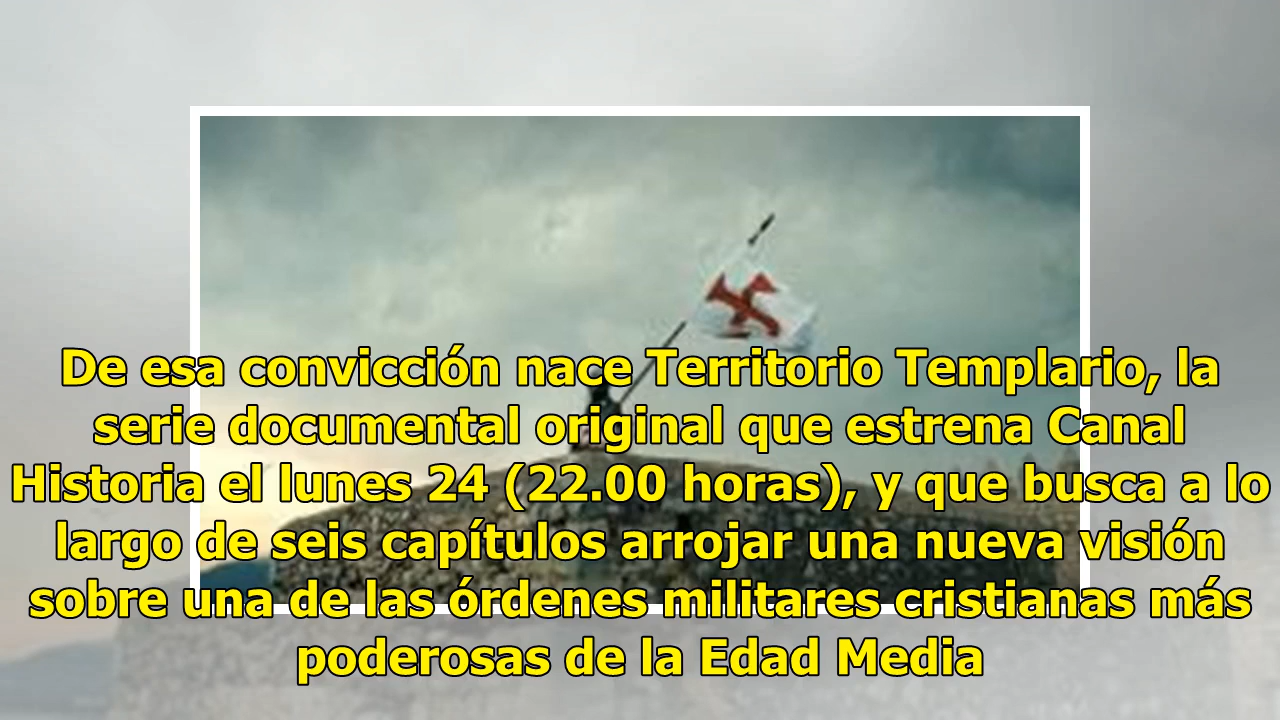 De esa convicción nace Territorio Templario, la
serie documental original que estrena Canal
Historia el lunes 24 (22.00 horas), y que busca a lo
largo de seis capítulos arrojar una nueva visión
sobre una de las órdenes militares cristianas más
poderosas de la Edad Media